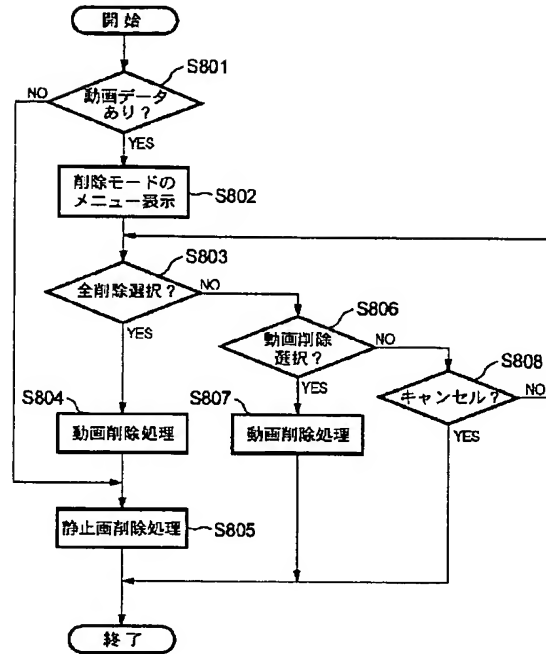 開始
S801
動画データ
あり？
NO
YES
削除モードの
メニュー表示
S802
S803
全削除選択？
NO
YES
S806
動画削除
選択？
NO
YES
S808
キャンセル？
NO
YES
S804
動画削除処理
S807
動画削除処理
静止画削除処理
S805
終了